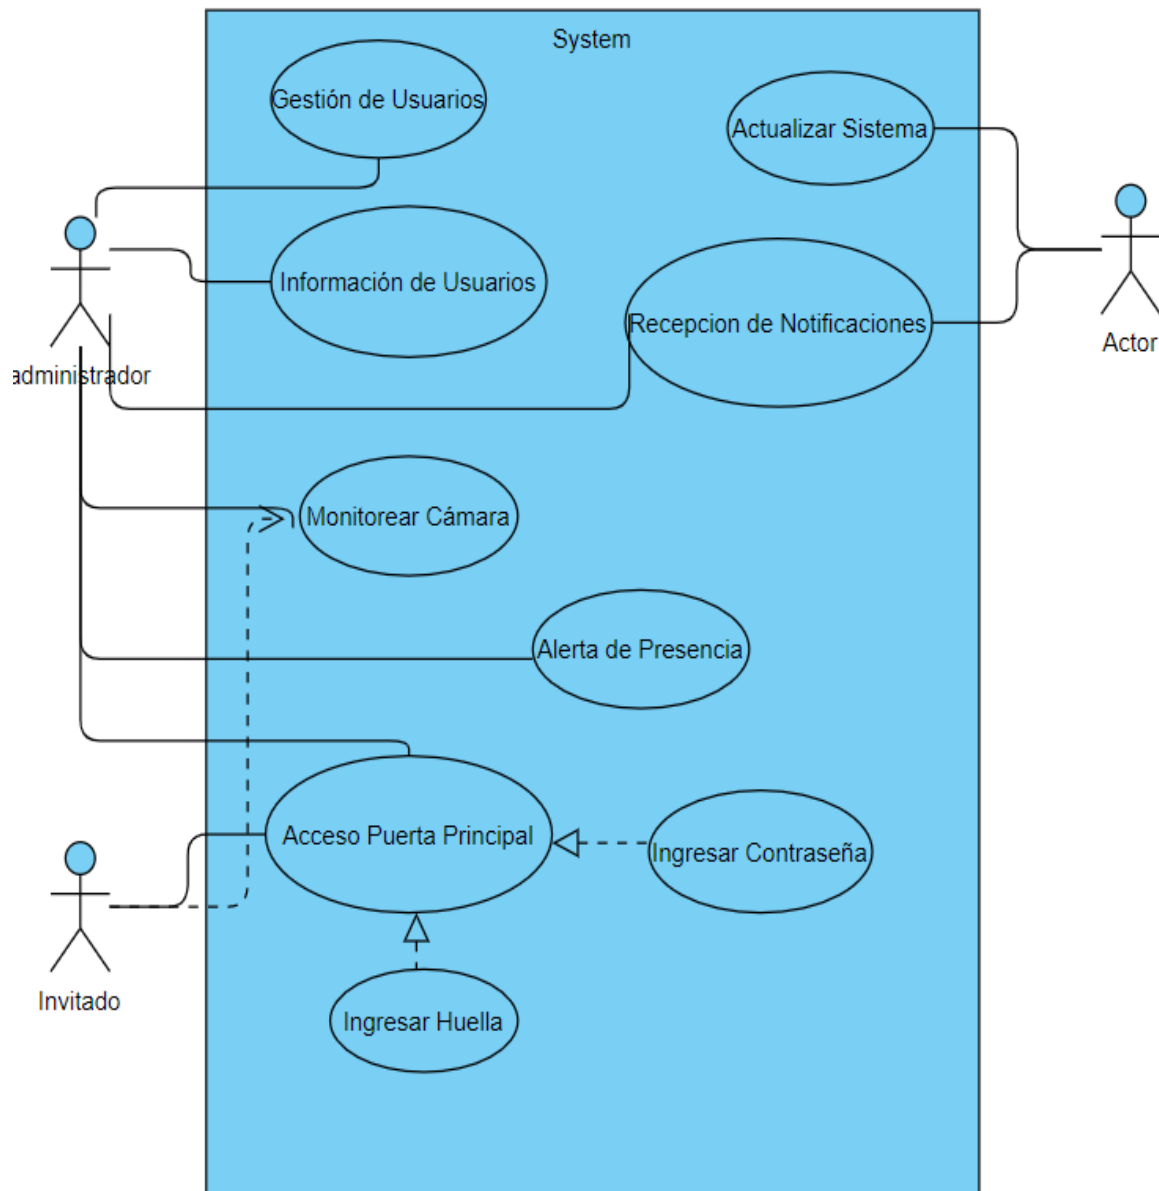 System
Gestión de Usuarios
Actualizar Sistema
Información de Usuarios
Recepcion de Notificaciones
Actor
administrador
Monitorear Cámara
Alerta de Presencia
Acceso Puerta Principal
Ingresar Contraseña
Invitado
Ingresar Huella